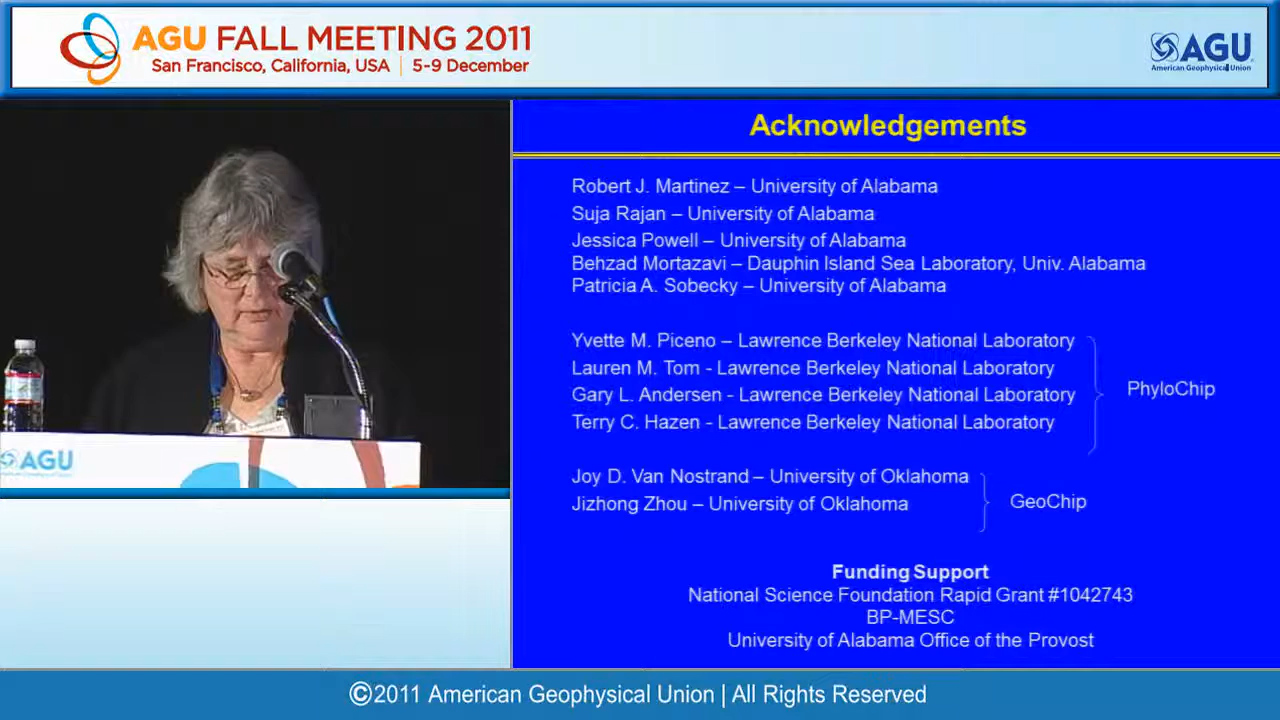 AGU FALL MEETING 2011
San Francisco, California, USA | 5-9 December
AGU
American Geophysical Union
Acknowledgements
Robert J. Martinez – University of Alabama
Suja Rajan – University of Alabama
Jessica Powell – University of Alabama
Behzad Mortazavi – Dauphin Island Sea Laboratory, Univ. Alabama
Patricia A. Sobecky – University of Alabama
Yvette M. Piceno – Lawrence Berkeley National Laboratory
Lauren M. Tom - Lawrence Berkeley National Laboratory
Gary L. Andersen - Lawrence Berkeley National Laboratory
Terry C. Hazen - Lawrence Berkeley National Laboratory
PhyloChip
Joy D. Van Nostrand – University of Oklahoma
Jizhong Zhou – University of Oklahoma
GeoChip
Funding Support
National Science Foundation Rapid Grant #1042743
BP-MESC
University of Alabama Office of the Provost
AGU
©2011 American Geophysical Union | All Rights Reserved